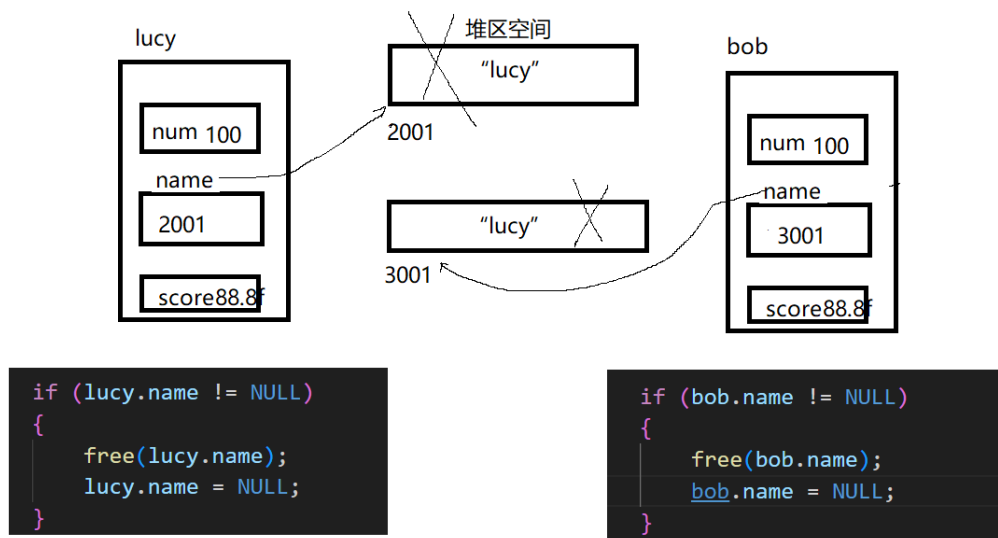 lucy
num 100
name
2001
score88.8f
堆区空间
“lucy”
2001
“lucy”
3001
bob
num 100
name
3001
score88.8f
if (lucy.name != NULL)
{
free(lucy.name);
lucy.name = NULL;
}
if (bob.name != NULL)
{
free(bob.name);
bob.name = NULL;
}